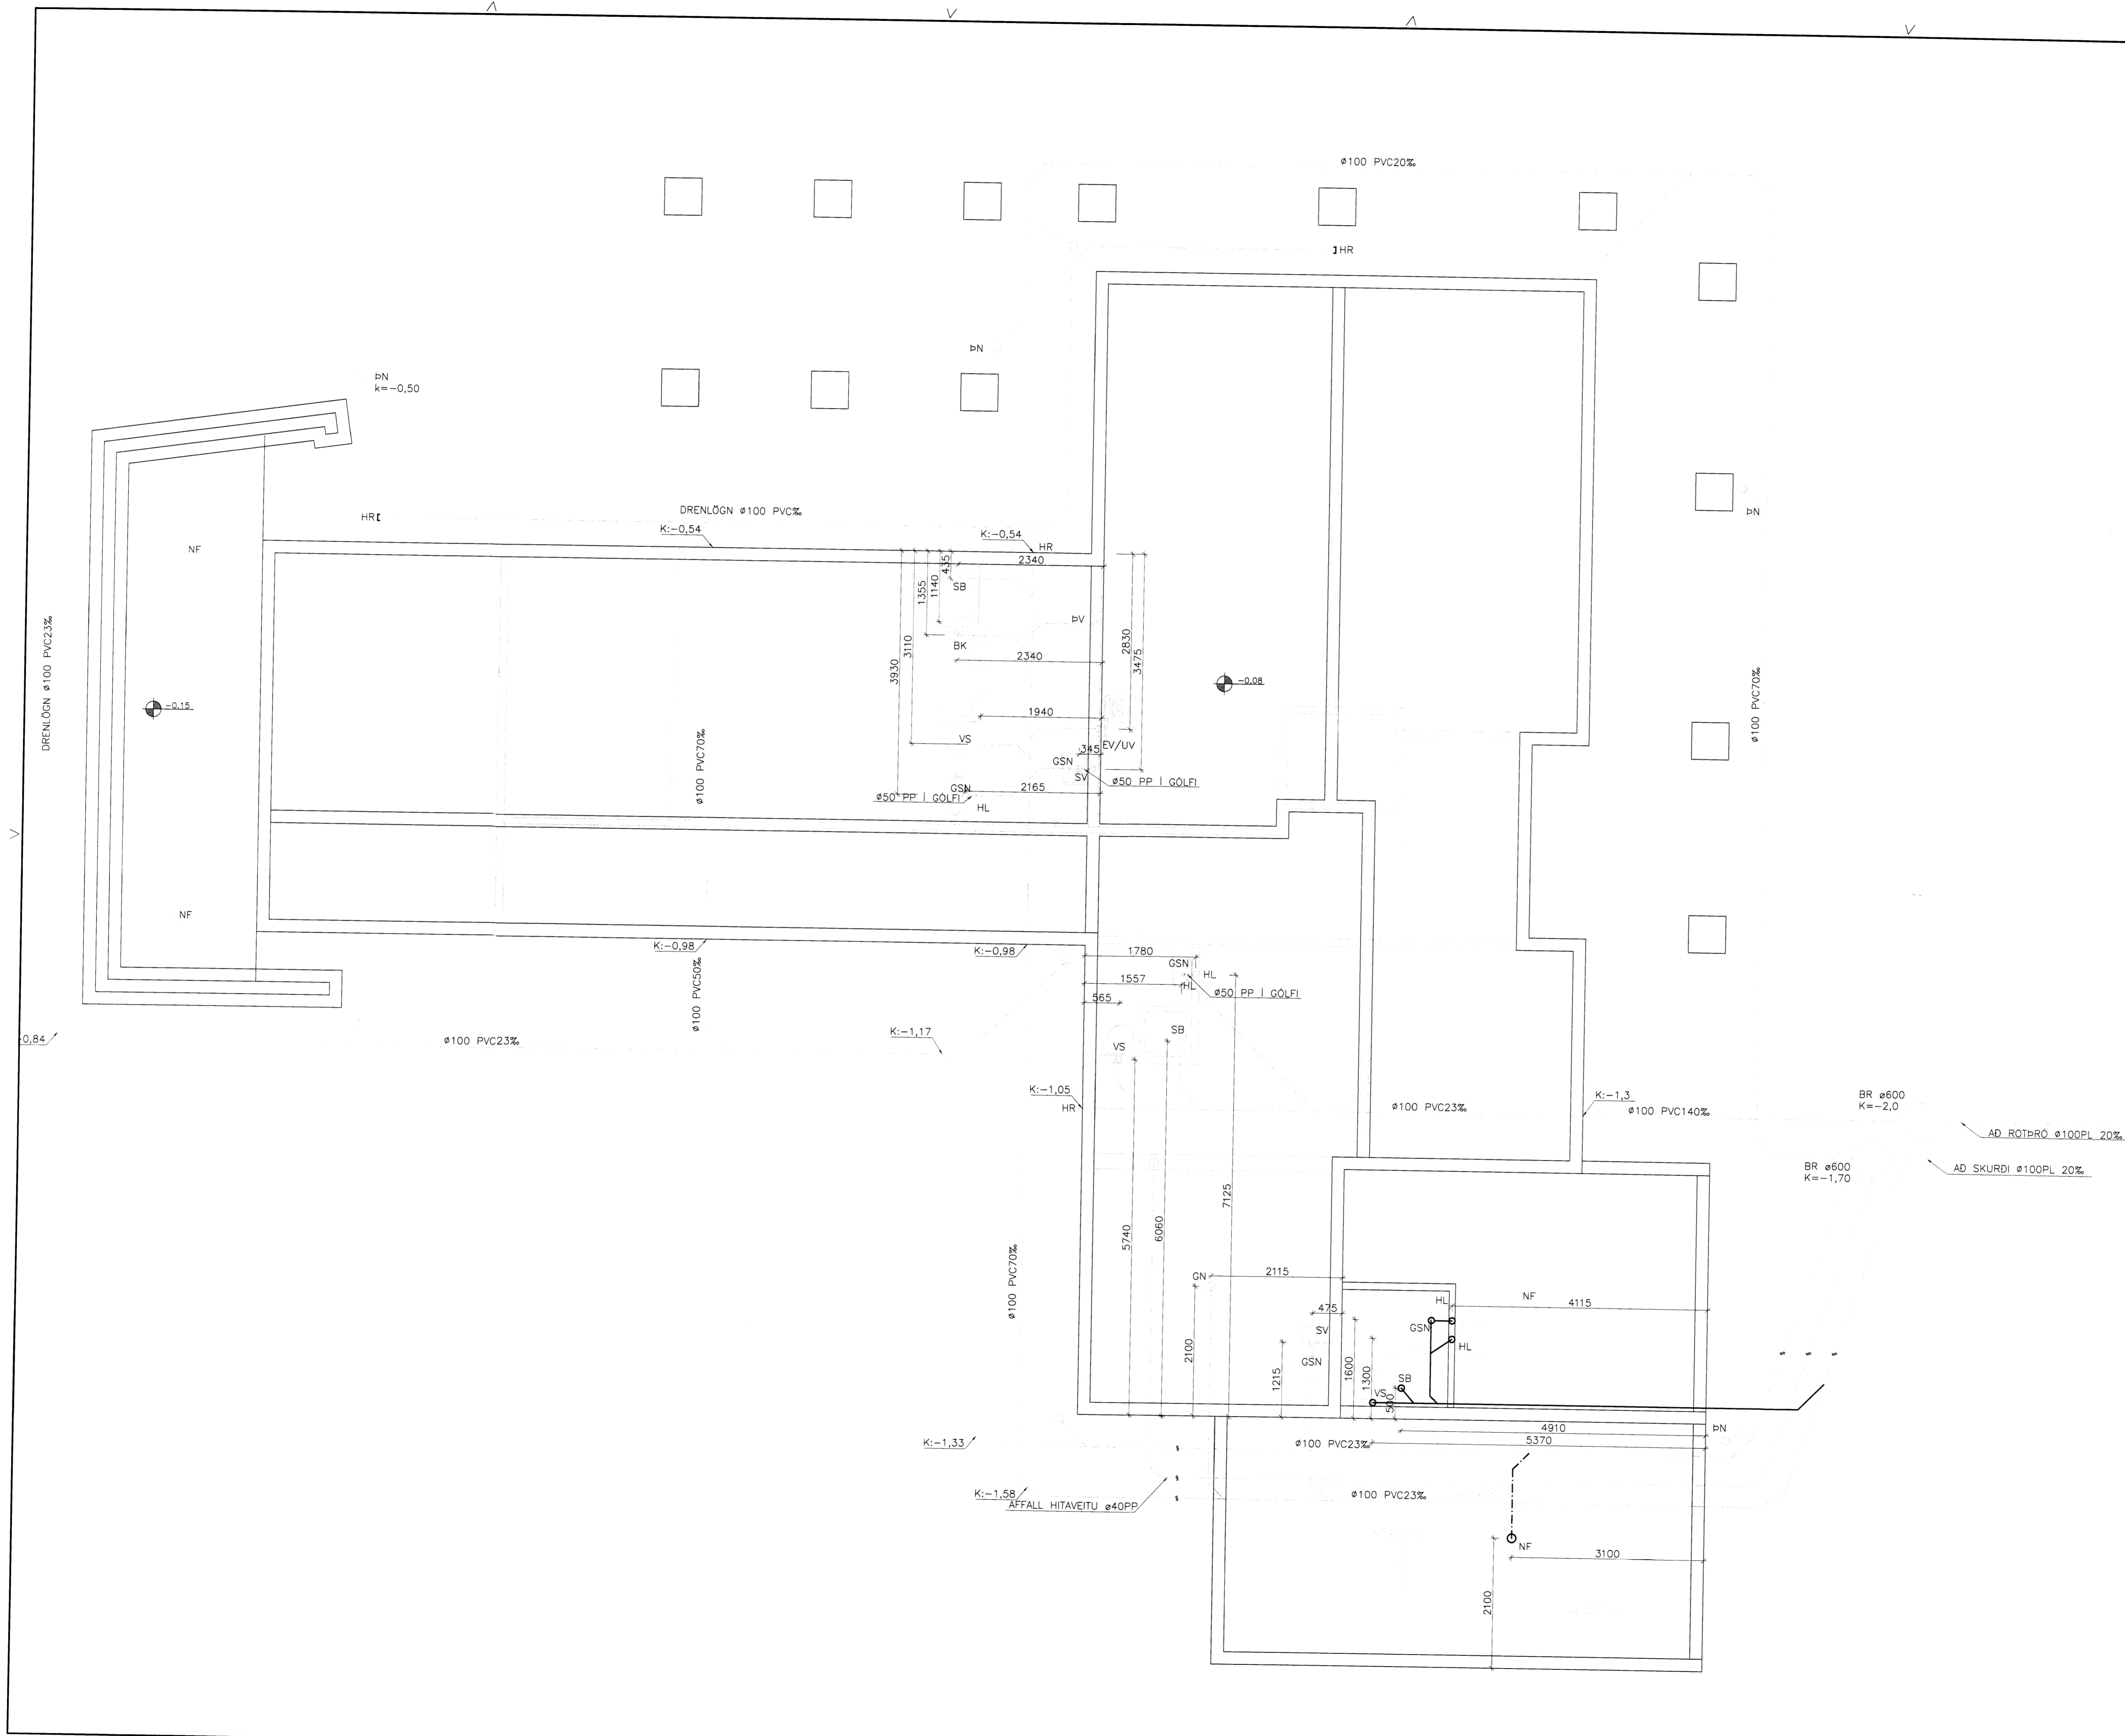 ø100 PVC20‰
HR
ÞN
ÞN
k=-0,50
HR
DRENLÖGN ø100 PVC‰
K:-0,54
K:-0,54
HR
NF
2340
435
1140
1355
SB
ÞN
DRENLÖGN ø100 PVC23‰
ÞV
BK
2340
2830
3475
3110
3930
-0.08
-0.15
ø100 PVC70‰
ø100 PVC70‰
1940
VS
EV/UV
345
GSN
SV
ø50 PP Í GÓLFI
GSN
2165
ø50 PP Í GÓLFI
HL
NF
K:-0,98
K:-0,98
1780
GSN
HL
1557
HL
ø50 PP Í GÓLFI
565
ø100 PVC50‰
0,84
ø100 PVC23‰
K:-1,17
SB
VS
K:-1,05
HR
ø100 PVC23‰
K:-1,3
ø100 PVC140‰
BR ø600
K=-2,0
AÐ ROTÞRÓ ø100PL 20‰
BR ø600
K=-1,70
AÐ SKURÐI ø100PL 20‰
7125
6060
5740
ø100 PVC70‰
GN
2115
NF
HL
4115
475
SV
GSN
HL
GSN
2100
1215
1600
1300
500
SB
VS
4910
ÞN
5370
K:-1,33
ø100 PVC23‰
K:-1,58
AFFALL HITAVEITU ø40PP
ø100 PVC23‰
NF
3100
2100